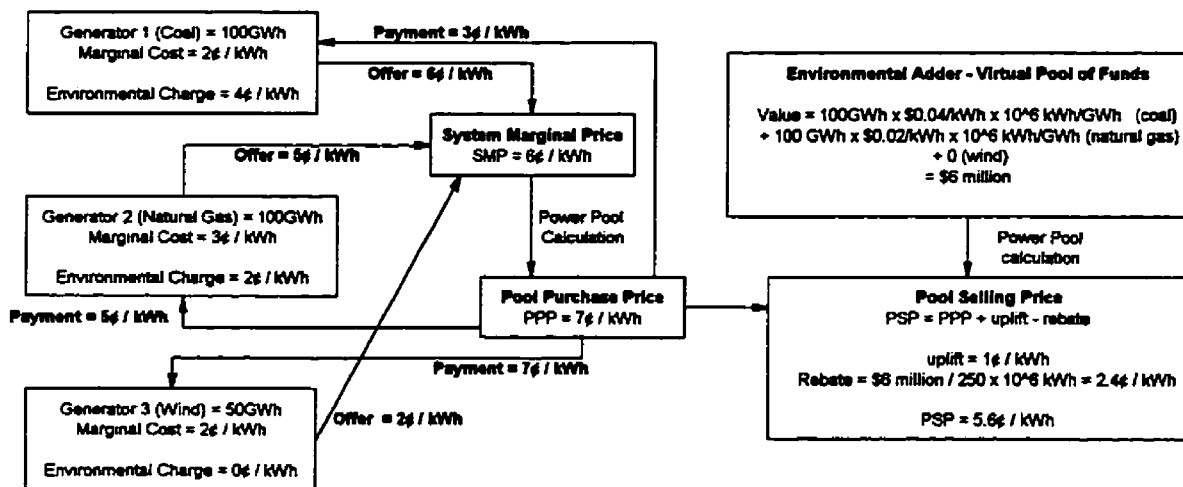 Generator 1 (Coal) = 100GWh
Marginal Cost = 2¢ / kWh
Environmental Charge = 4¢ / kWh
Payment = 3¢ / kWh
Offer = 6¢ / kWh
System Marginal Price
SMP = 6¢ / kWh
Offer = 5¢ / kWh
Generator 2 (Natural Gas) = 100GWh
Marginal Cost = 3¢ / kWh
Environmental Charge = 2¢ / kWh
Power Pool
Calculation
Payment = 5¢ / kWh
Pool Purchase Price
PPP = 7¢ / kWh
Payment = 7¢ / kWh
Generator 3 (Wind) = 50GWh
Marginal Cost = 2¢ / kWh
Environmental Charge = 0¢ / kWh
Offer = 2¢ / kWh
Environmental Adder - Virtual Pool of Funds
Value = 100GWh x $0.04/kWh x 10^6 kWh/GWh (coal)
+ 100 GWh x $0.02/kWh x 10^6 kWh/GWh (natural gas)
+ 0 (wind)
= $6 million
Power Pool
calculation
Pool Selling Price
PSP = PPP + uplift - rebate
uplift = 1¢ / kWh
Rebate = $6 million / 250 x 10^6 kWh = 2.4¢ / kWh
PSP = 5.6¢ / kWh